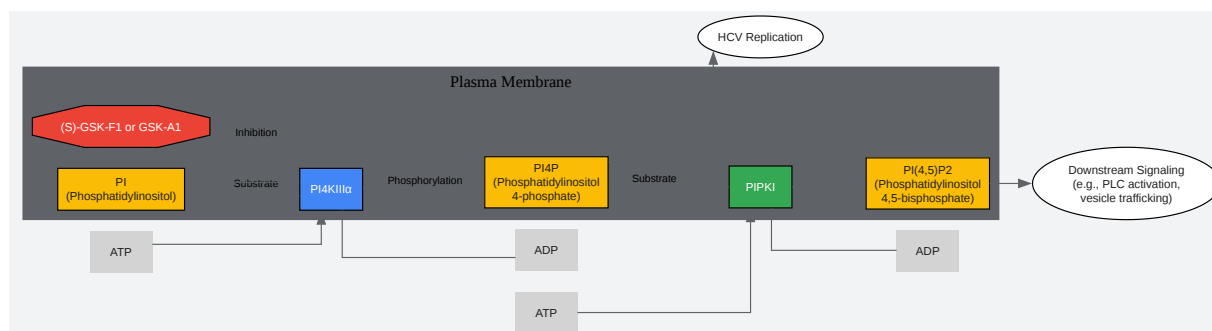 HCV Replication
Plasma Membrane
(S)-GSK-F1 or GSK-A1
Inhibition
PI
(Phosphatidylinositol)
Substrate
PI4KIIIα
Phosphorylation
PI4P
(Phosphatidylinositol
4-phosphate)
Substrate
PIPKI
PI(4,5)P2
(Phosphatidylinositol
4,5-bisphosphate)
Downstream Signaling
(e.g., PLC activation,
vesicle trafficking)
ATP
ADP
ADP
ATP